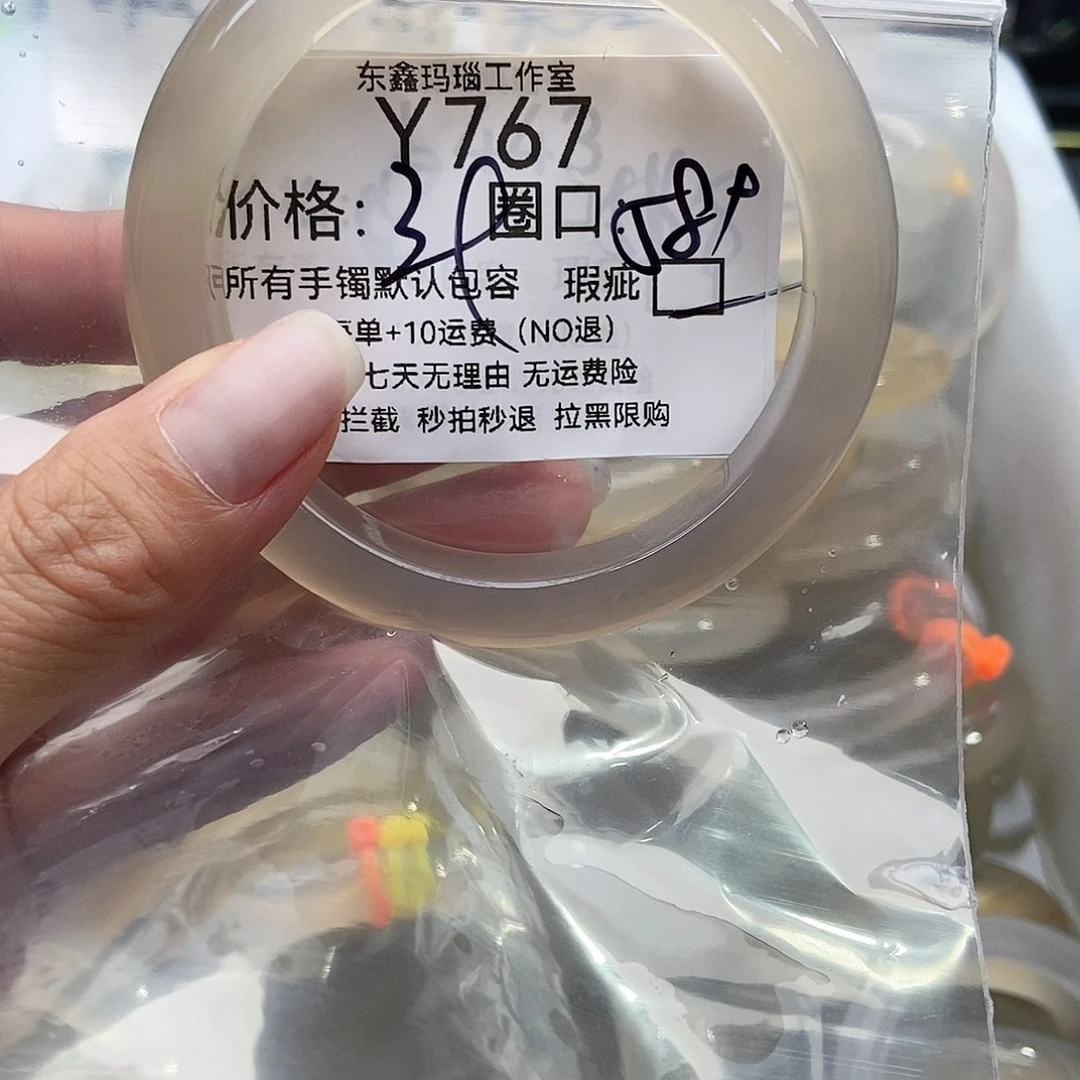 东鑫玛瑙工作室
Y767
价格: 圈口 58
所有手镯默认包容 瑕疵
单+10运费（NO退）
七天无理由 无运费险
拦截 秒拍秒退 拉黑限购